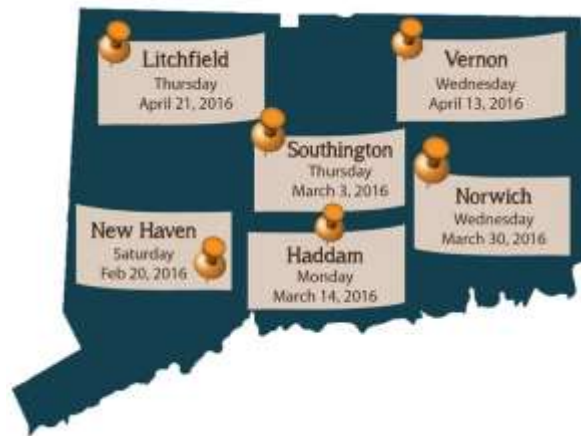 Litchfield
Thursday
April 21, 2016
Vernon
Wednesday
April 13, 2016
Southington
Thursday
March 3, 2016
Norwich
Wednesday
March 30, 2016
New Haven
Saturday
Feb 20, 2016
Haddam
Monday
March 14, 2016